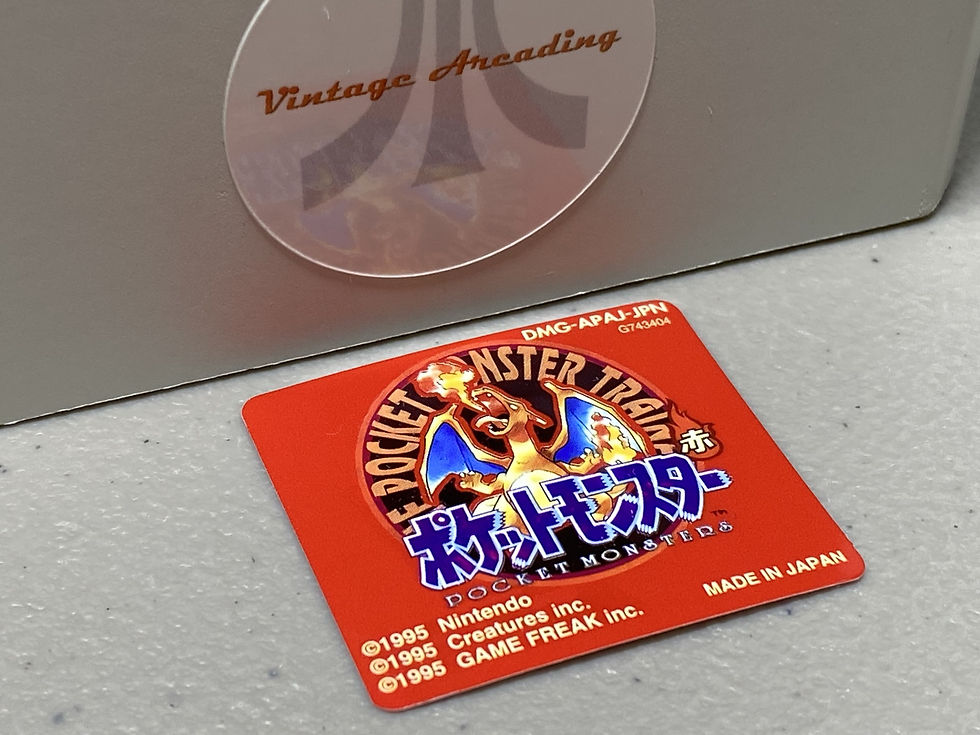 Vintage Arcading
DMG-APAJ-JPN
G743404
POCKET MONSTER TRAINER
赤
ポケットモンスター
TM
POCKET MONSTERS
MADE IN JAPAN
©1995 Nintendo
©1995 Creatures inc.
©1995 GAME FREAK inc.